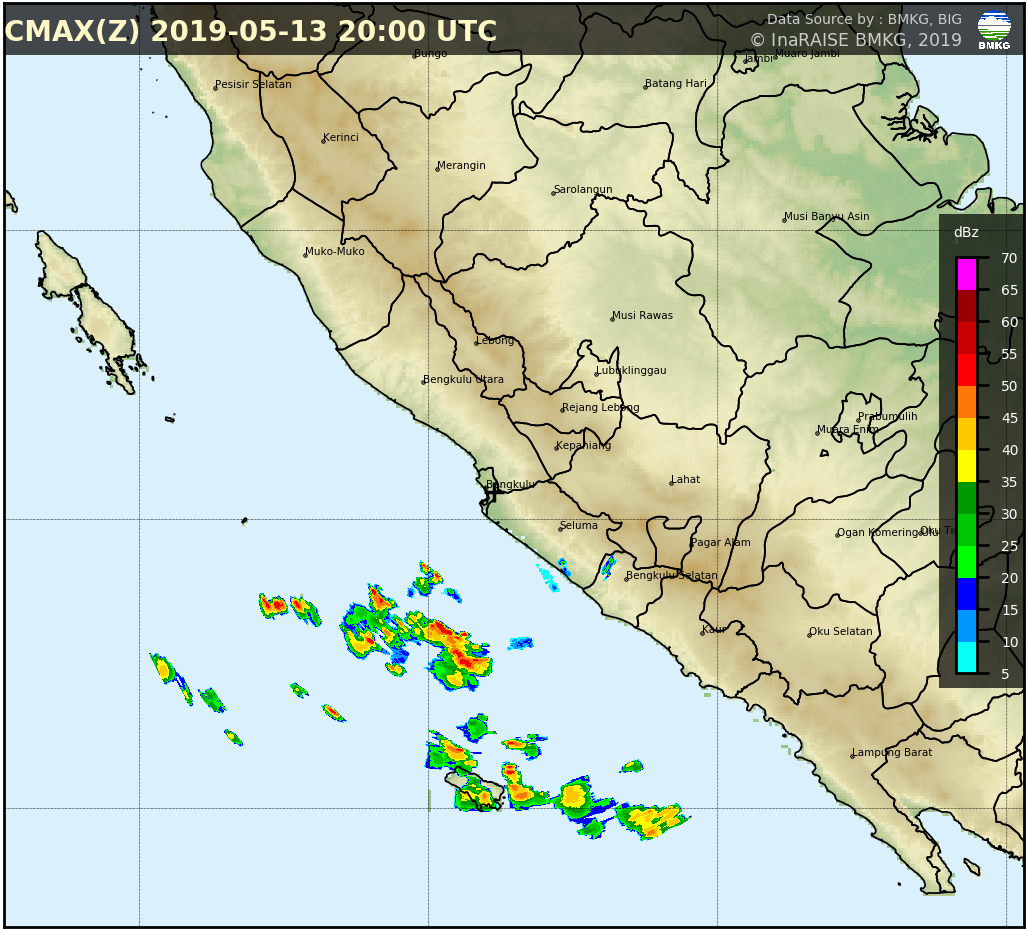 CMAX(Z) 2019-05-13 20:00 UTC
Data Source by : BMKG, BIG
© InaRAISE BMKG, 2019
BMKG
Bungo
Jambi
Muaro Jambi
Pesisir Selatan
Batang Hari
Kerinci
Merangin
Sarolangun
Musi Banyu Asin
Muko-Muko
dBz
70
65
60
55
50
45
40
35
30
25
20
15
10
5
Musi Rawas
Lebong
Lubuklinggau
Bengkulu Utara
Rejang Lebong
Prabumulih
Muara Enim
Kepahiang
Lahat
Bengkulu
Seluma
Ogan Komering Ulu
Oku Ti
Pagar Alam
Bengkulu Selatan
Kaur
Oku Selatan
Lampung Barat